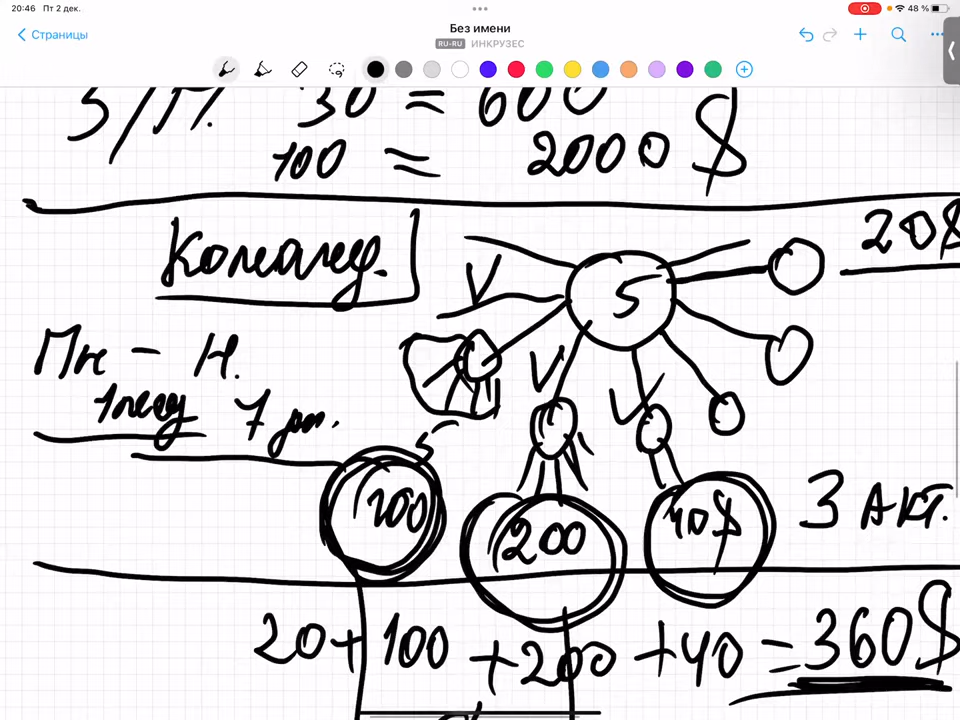 20:46 Пт 2 дек.
48 %
Страницы
Без имени
RU-RU ИНКРУЗЕС
З/П. 30 = 600
100 = 2000 $
Команд.
20$
5
V
Пн - Н.
V
V
7 дн.
5
100
200
40$
3 АКТ.
20 + 100 + 200 + 40 = 360 $